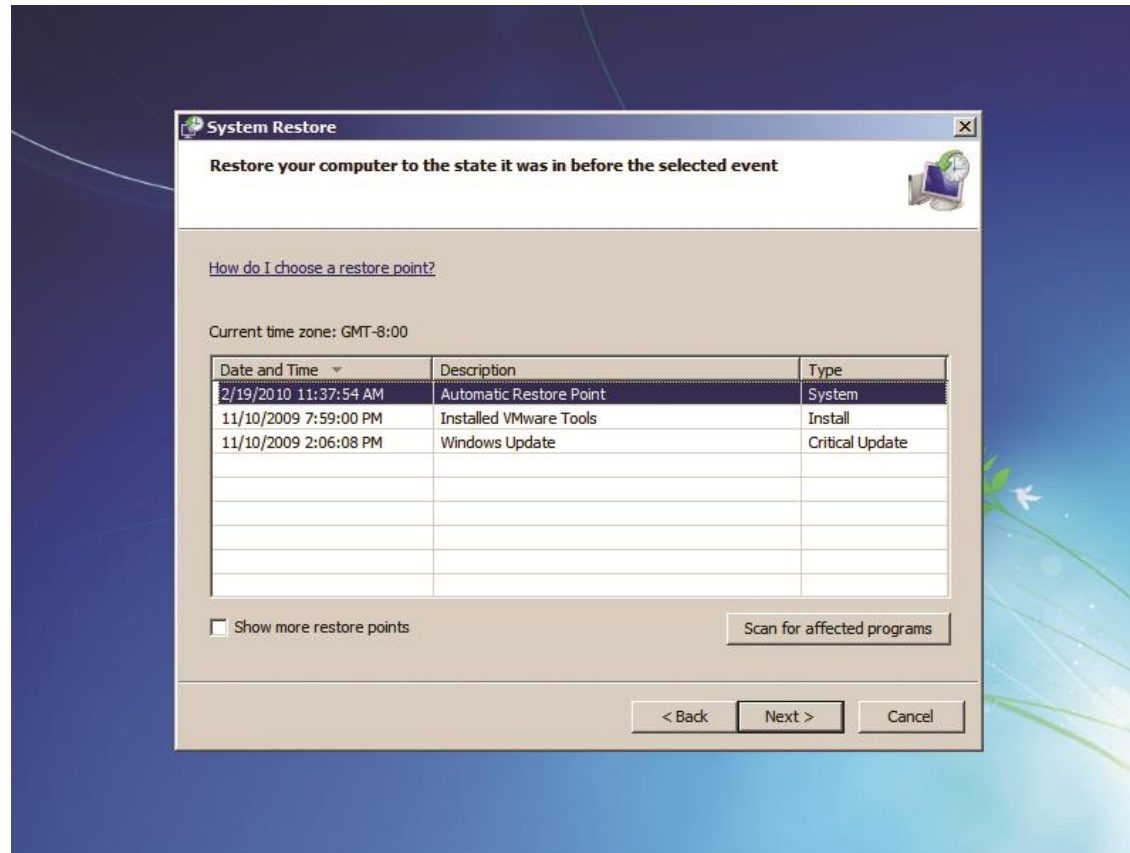 System Restore
Restore your computer to the state it was in before the selected event
How do I choose a restore point?
Current time zone: GMT-8:00
Date and Time Description Type
2/19/2010 11:37:54 AM Automatic Restore Point System
11/10/2009 7:59:00 PM Installed VMware Tools Install
11/10/2009 2:06:08 PM Windows Update Critical Update
Show more restore points Scan for affected programs
< Back Next > Cancel